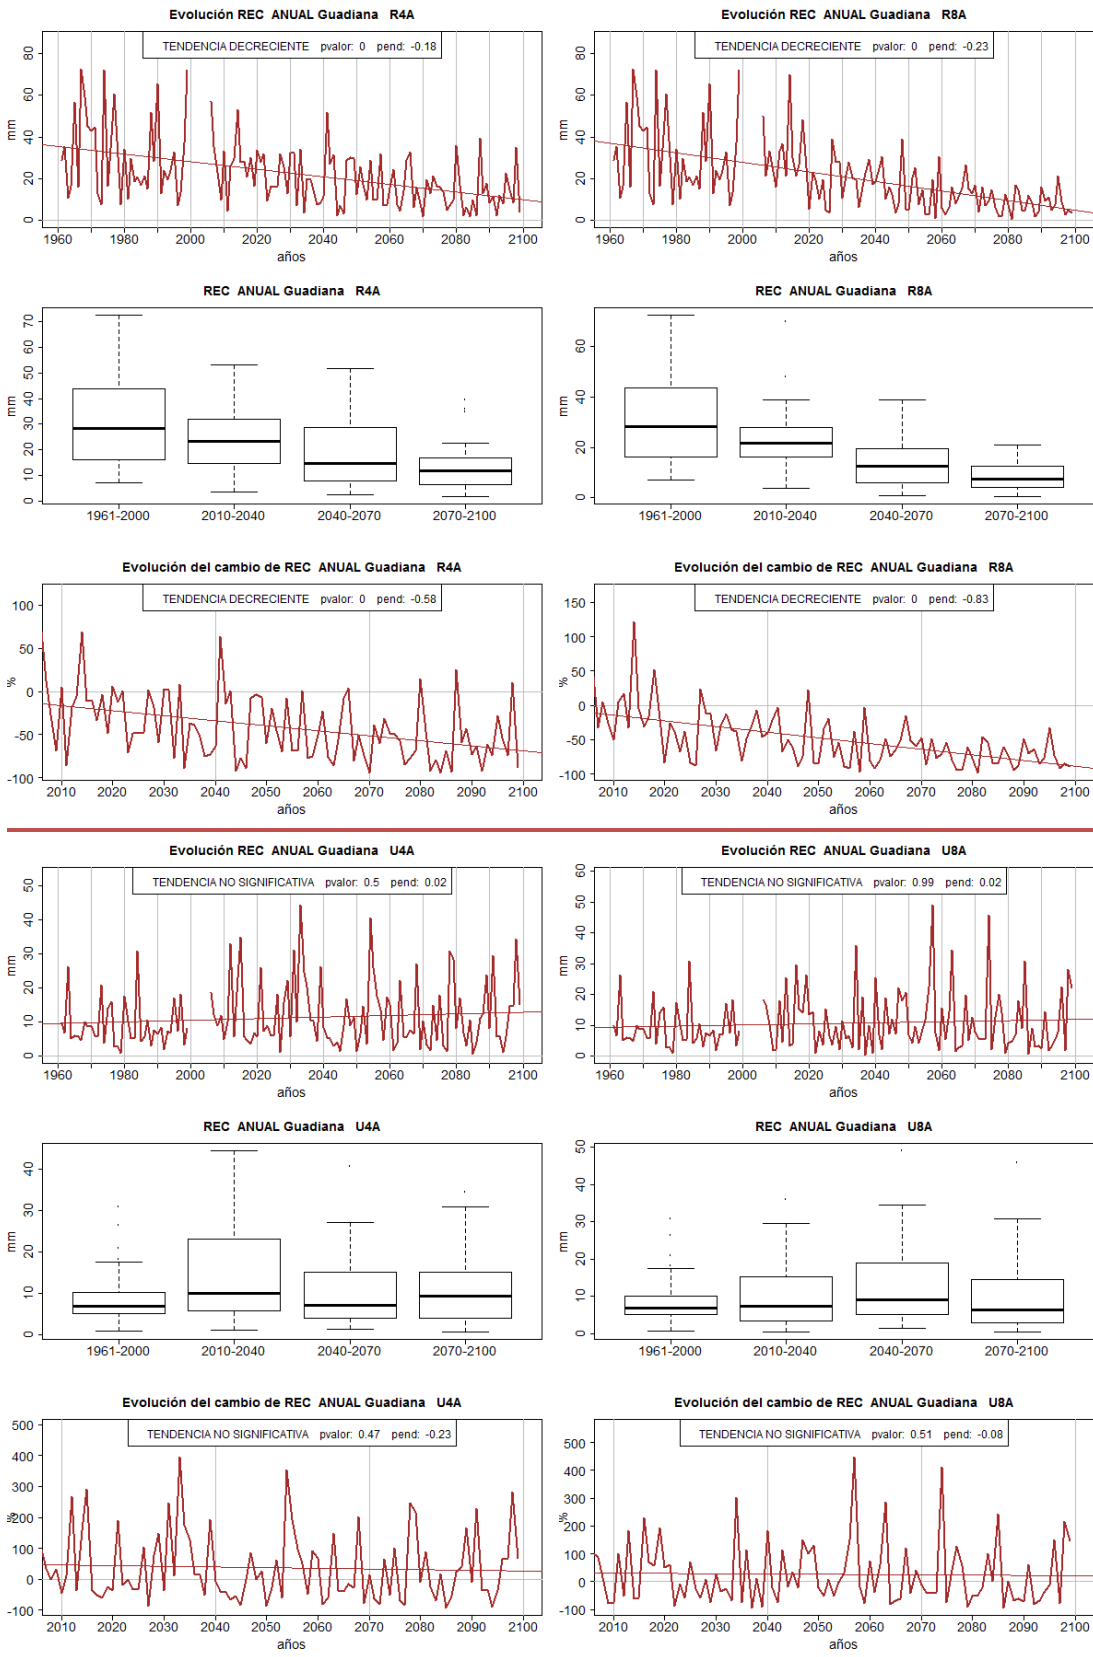 Evolución REC ANUAL Guadiana R4A
TENDENCIA DECRECIENTE pvalor: 0 pend: -0.18
mm
80
60
40
20
0
1960 1980 2000 2020 2040 2060 2080 2100
años
Evolución REC ANUAL Guadiana R8A
TENDENCIA DECRECIENTE pvalor: 0 pend: -0.23
mm
80
60
40
20
0
1960 1980 2000 2020 2040 2060 2080 2100
años
REC ANUAL Guadiana R4A
mm
70
60
50
40
30
20
10
0
1961-2000 2010-2040 2040-2070 2070-2100
REC ANUAL Guadiana R8A
mm
60
40
20
0
1961-2000 2010-2040 2040-2070 2070-2100
Evolución del cambio de REC ANUAL Guadiana R4A
TENDENCIA DECRECIENTE pvalor: 0 pend: -0.58
%
100
50
0
-50
-100
2010 2020 2030 2040 2050 2060 2070 2080 2090 2100
años
Evolución del cambio de REC ANUAL Guadiana R8A
TENDENCIA DECRECIENTE pvalor: 0 pend: -0.83
%
150
100
50
0
-50
-100
2010 2020 2030 2040 2050 2060 2070 2080 2090 2100
años
Evolución REC ANUAL Guadiana U4A
TENDENCIA NO SIGNIFICATIVA pvalor: 0.5 pend: 0.02
mm
50
40
30
20
10
0
1960 1980 2000 2020 2040 2060 2080 2100
años
Evolución REC ANUAL Guadiana U8A
TENDENCIA NO SIGNIFICATIVA pvalor: 0.99 pend: 0.02
mm
60
50
40
30
20
10
0
1960 1980 2000 2020 2040 2060 2080 2100
años
REC ANUAL Guadiana U4A
mm
40
30
20
10
0
1961-2000 2010-2040 2040-2070 2070-2100
REC ANUAL Guadiana U8A
mm
50
40
30
20
10
0
1961-2000 2010-2040 2040-2070 2070-2100
Evolución del cambio de REC ANUAL Guadiana U4A
TENDENCIA NO SIGNIFICATIVA pvalor: 0.47 pend: -0.23
%
500
400
300
200
100
0
-100
2010 2020 2030 2040 2050 2060 2070 2080 2090 2100
años
Evolución del cambio de REC ANUAL Guadiana U8A
TENDENCIA NO SIGNIFICATIVA pvalor: 0.51 pend: -0.08
%
500
400
300
200
100
0
-100
2010 2020 2030 2040 2050 2060 2070 2080 2090 2100
años